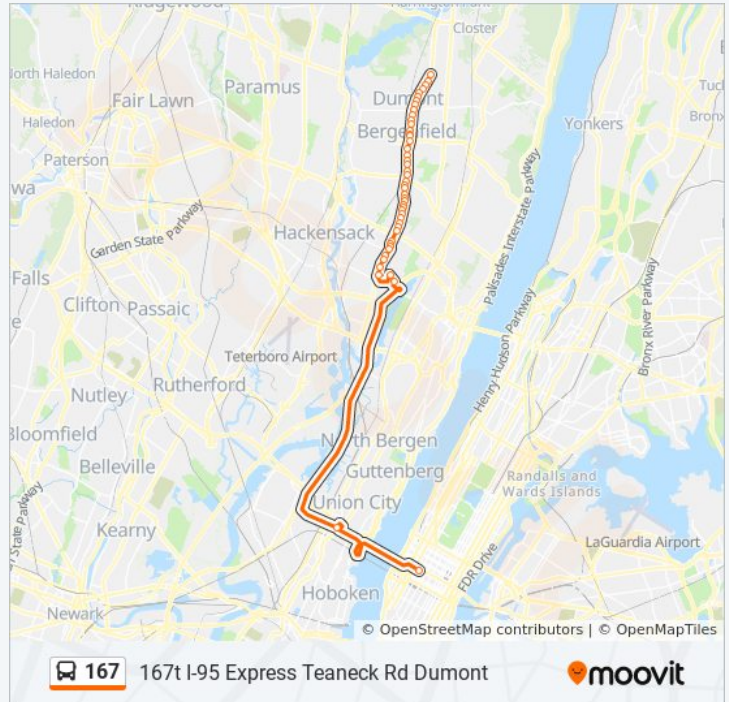 Ridgewood
Closter
North Haledon
Paramus
Fair Lawn
Dumont
Haledon
Bergenfield
Yonkers
Paterson
Garden State Parkway
Hackensack
Palisades Interstate Parkway
Falls
Clifton
Passaic
Teterboro Airport
Henry Hudson Parkway
Bronx River Parkway
Nutley
Rutherford
Bloomfield
North Bergen
Belleville
Guttenberg
Randalls and
Wards Islands
Union City
State Parkway
Kearny
FDR Drive
LaGuardia Airport
Hoboken
Newark
© OpenStreetMap contributors | © OpenMapTiles
167 167t I-95 Express Teaneck Rd Dumont moovit